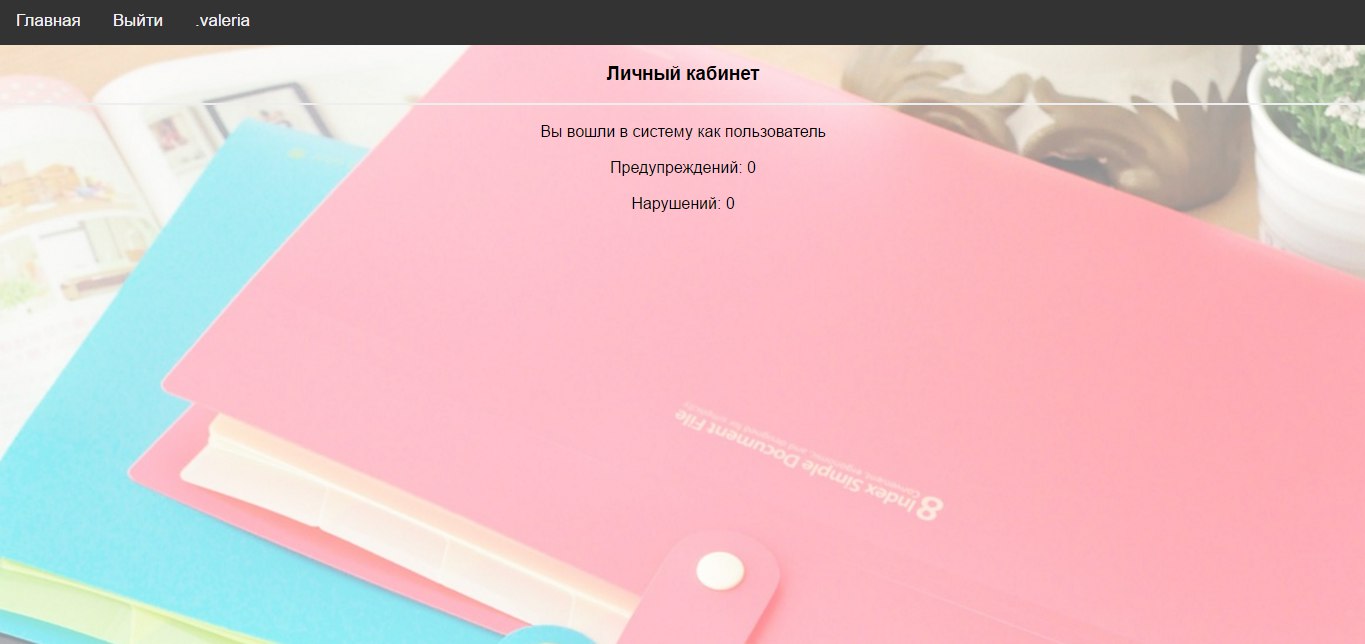 Главная Выйти .valeria
Личный кабинет
Вы вошли в систему как пользователь
Предупреждений: 0
Нарушений: 0
8 Index Simple Document File